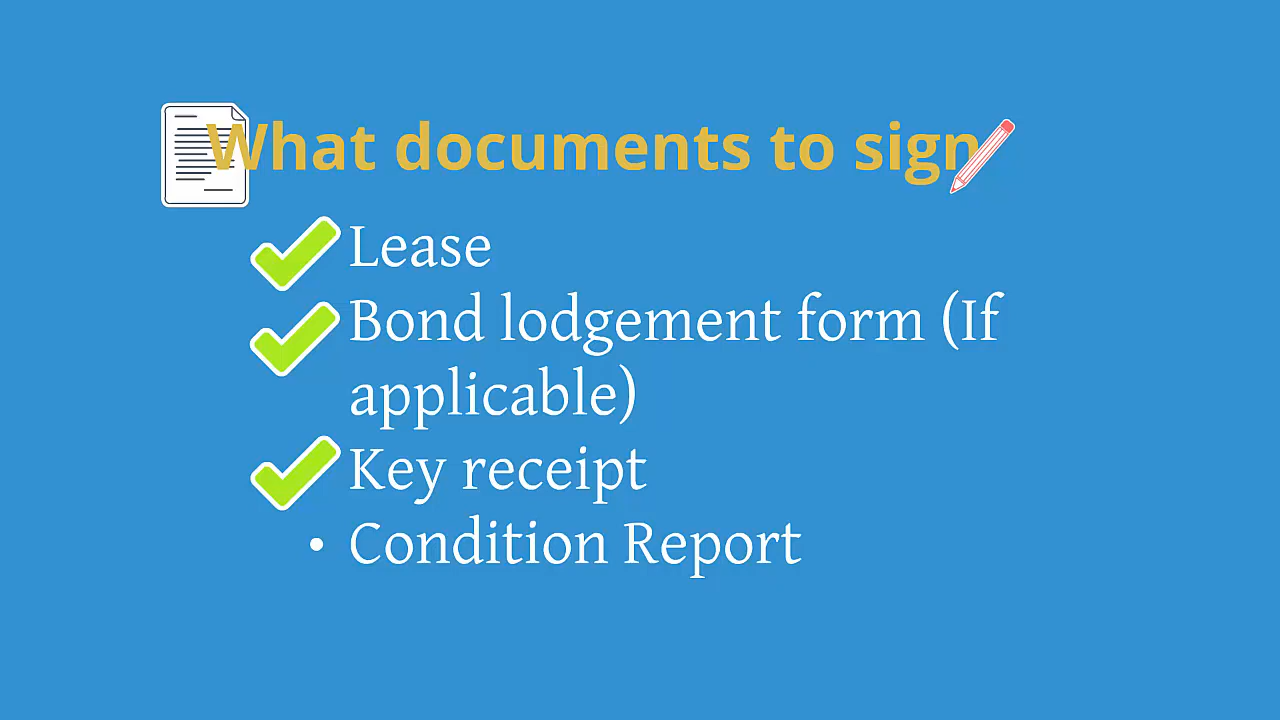 What documents to sign
Lease
Bond lodgement form (If
applicable)
Key receipt
• Condition Report